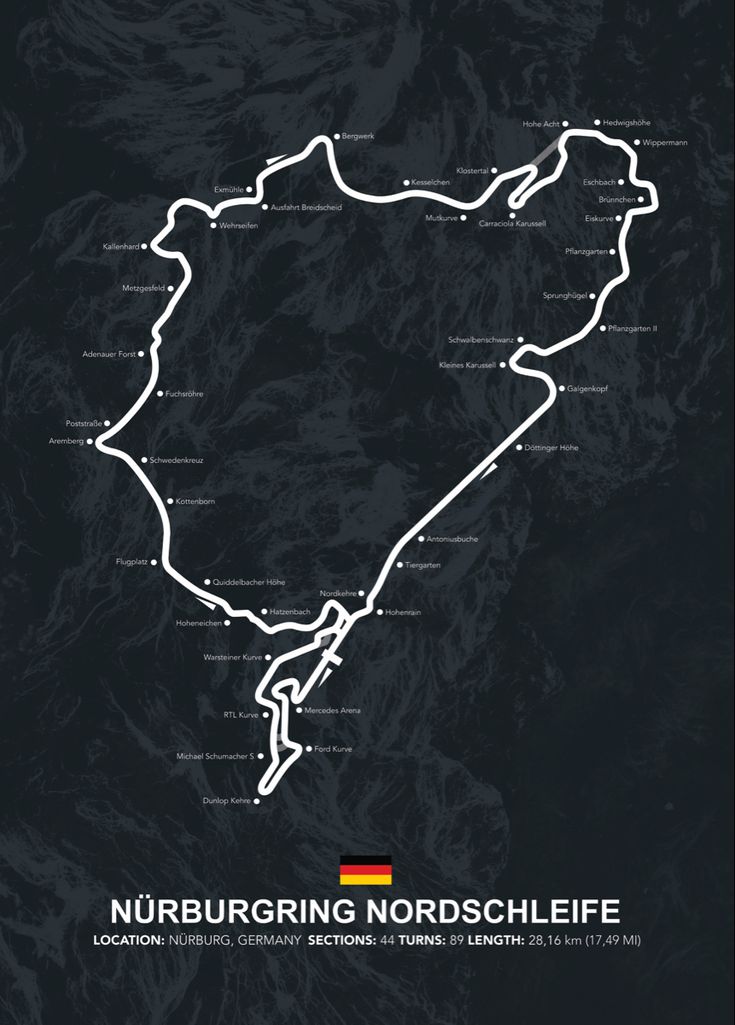 Hohe Acht
Hedwigshöhe
Bergwerk
Wippermann
Klostertal
Kesselchen
Eschbach
Exmühle
Brünnchen
Ausfahrt Breidscheid
Mutkurve
Carraciola Karussell
Eiskurve
Wehrseifen
Kallenhard
Pflanzgarten
Metzgesfeld
Sprunghügel
Pflanzgarten II
Schwalbenschwanz
Adenauer Forst
Kleines Karussell
Galgenkopf
Fuchsröhre
Poststraße
Aremberg
Döttinger Höhe
Schwedenkreuz
Kottenborn
Antoniusbuche
Flugplatz
Tiergarten
Quiddelbacher Höhe
Nordkehre
Hatzenbach
Hohenrain
Hoheneichen
Warsteiner Kurve
Mercedes Arena
RTL Kurve
Ford Kurve
Michael Schumacher S
Dunlop Kehre
NÜRBURGRING NORDSCHLEIFE
LOCATION: NÜRBURG, GERMANY SECTIONS: 44 TURNS: 89 LENGTH: 28,16 km (17,49 MI)